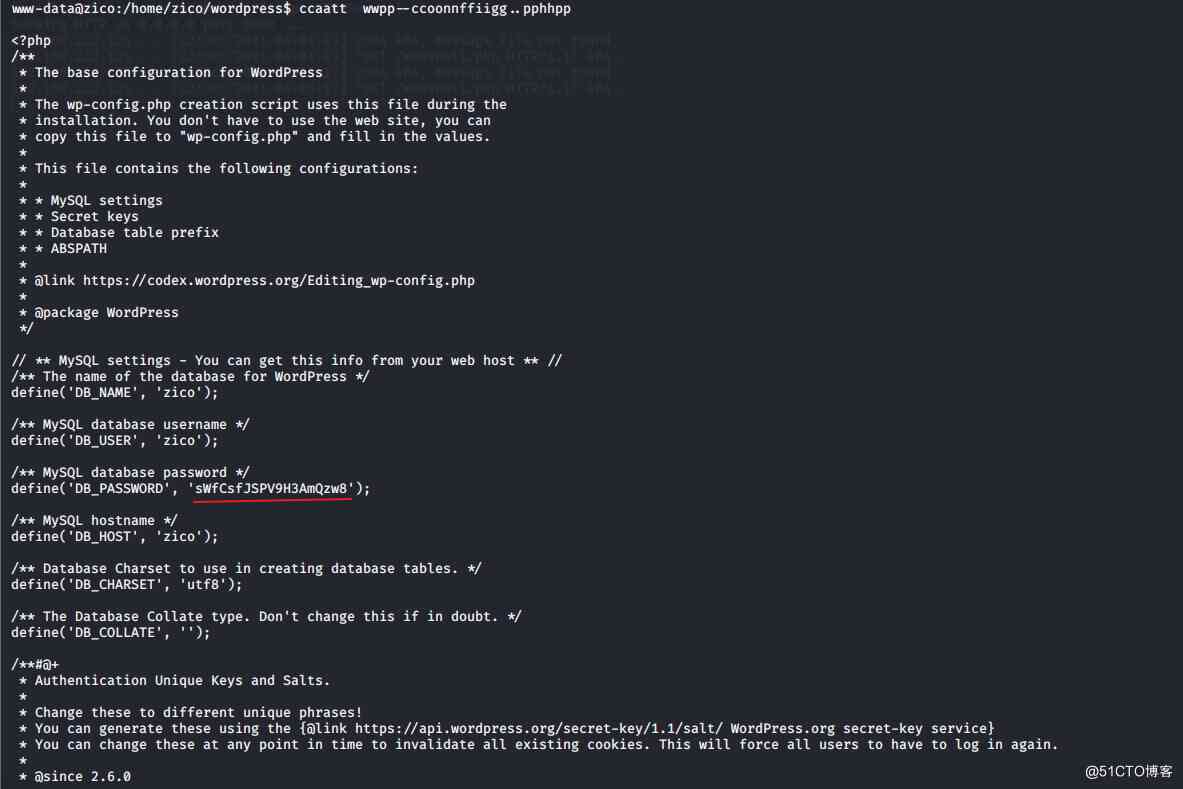 www-data@zico:/home/zico/wordpress$ ccaatt  wwpp--ccoonnffiigg..pphhpp
<?php
/**
 * The base configuration for WordPress
 *
 * The wp-config.php creation script uses this file during the
 * installation. You don't have to use the web site, you can
 * copy this file to "wp-config.php" and fill in the values.
 *
 * This file contains the following configurations:
 *
 * * MySQL settings
 * * Secret keys
 * * Database table prefix
 * * ABSPATH
 *
 * @link https://codex.wordpress.org/Editing_wp-config.php
 *
 * @package WordPress
 */
// ** MySQL settings - You can get this info from your web host ** //
/** The name of the database for WordPress */
define('DB_NAME', 'zico');
/** MySQL database username */
define('DB_USER', 'zico');
/** MySQL database password */
define('DB_PASSWORD', 'sWfCsfJSPV9H3AmQzw8');
/** MySQL hostname */
define('DB_HOST', 'zico');
/** Database Charset to use in creating database tables. */
define('DB_CHARSET', 'utf8');
/** The Database Collate type. Don't change this if in doubt. */
define('DB_COLLATE', '');
/**#@+
 * Authentication Unique Keys and Salts.
 *
 * Change these to different unique phrases!
 * You can generate these using the {@link https://api.wordpress.org/secret-key/1.1/salt/ WordPress.org secret-key service}
 * You can change these at any point in time to invalidate all existing cookies. This will force all users to have to log in again.
 *
 * @since 2.6.0
@51CTO博客